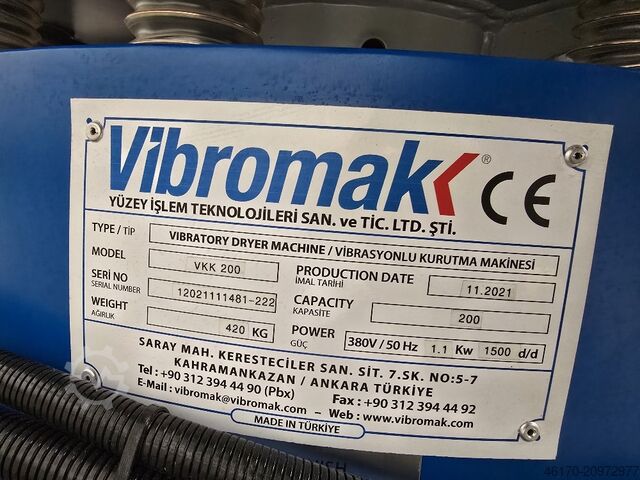 Vibromak ® CE
YÜZEY İŞLEM TEKNOLOJİLERİ SAN. ve TİC. LTD. ŞTİ.
TYPE / TİP VIBRATORY DRYER MACHINE / VİBRASYONLU KURUTMA MAKİNESİ
MODEL VKK 200 PRODUCTION DATE 11.2021
İMAL TARİHİ
SERI NO 12021111481-222 CAPACITY 200
SERIAL NUMBER KAPASİTE
WEIGHT 420 KG POWER 380V / 50 Hz 1.1 Kw 1500 d/d
AĞIRLIK GÜÇ
SARAY MAH. KERESTECİLER SAN. SİT. 7.SK. NO:5-7
KAHRAMANKAZAN / ANKARA TÜRKİYE
Tel : +90 312 394 44 90 (Pbx) Fax : +90 312 394 44 92
E-Mail : vibromak@vibromak.com – Web : www.vibromak.com
MADE IN TÜRKİYE
46170-20972977